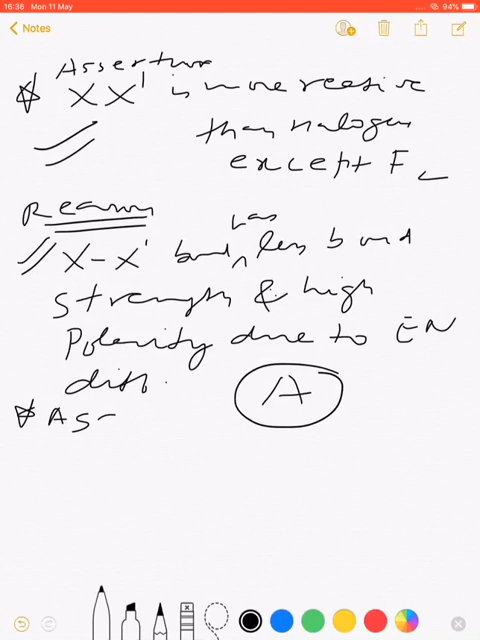 16:36 Mon 11 May 94%
Notes
Assertion
XX' is more reactive
than halogen
except F
Reason
has
X-X' bond less bond
strength & high
Polarity due to EN
diff.
A
AS-